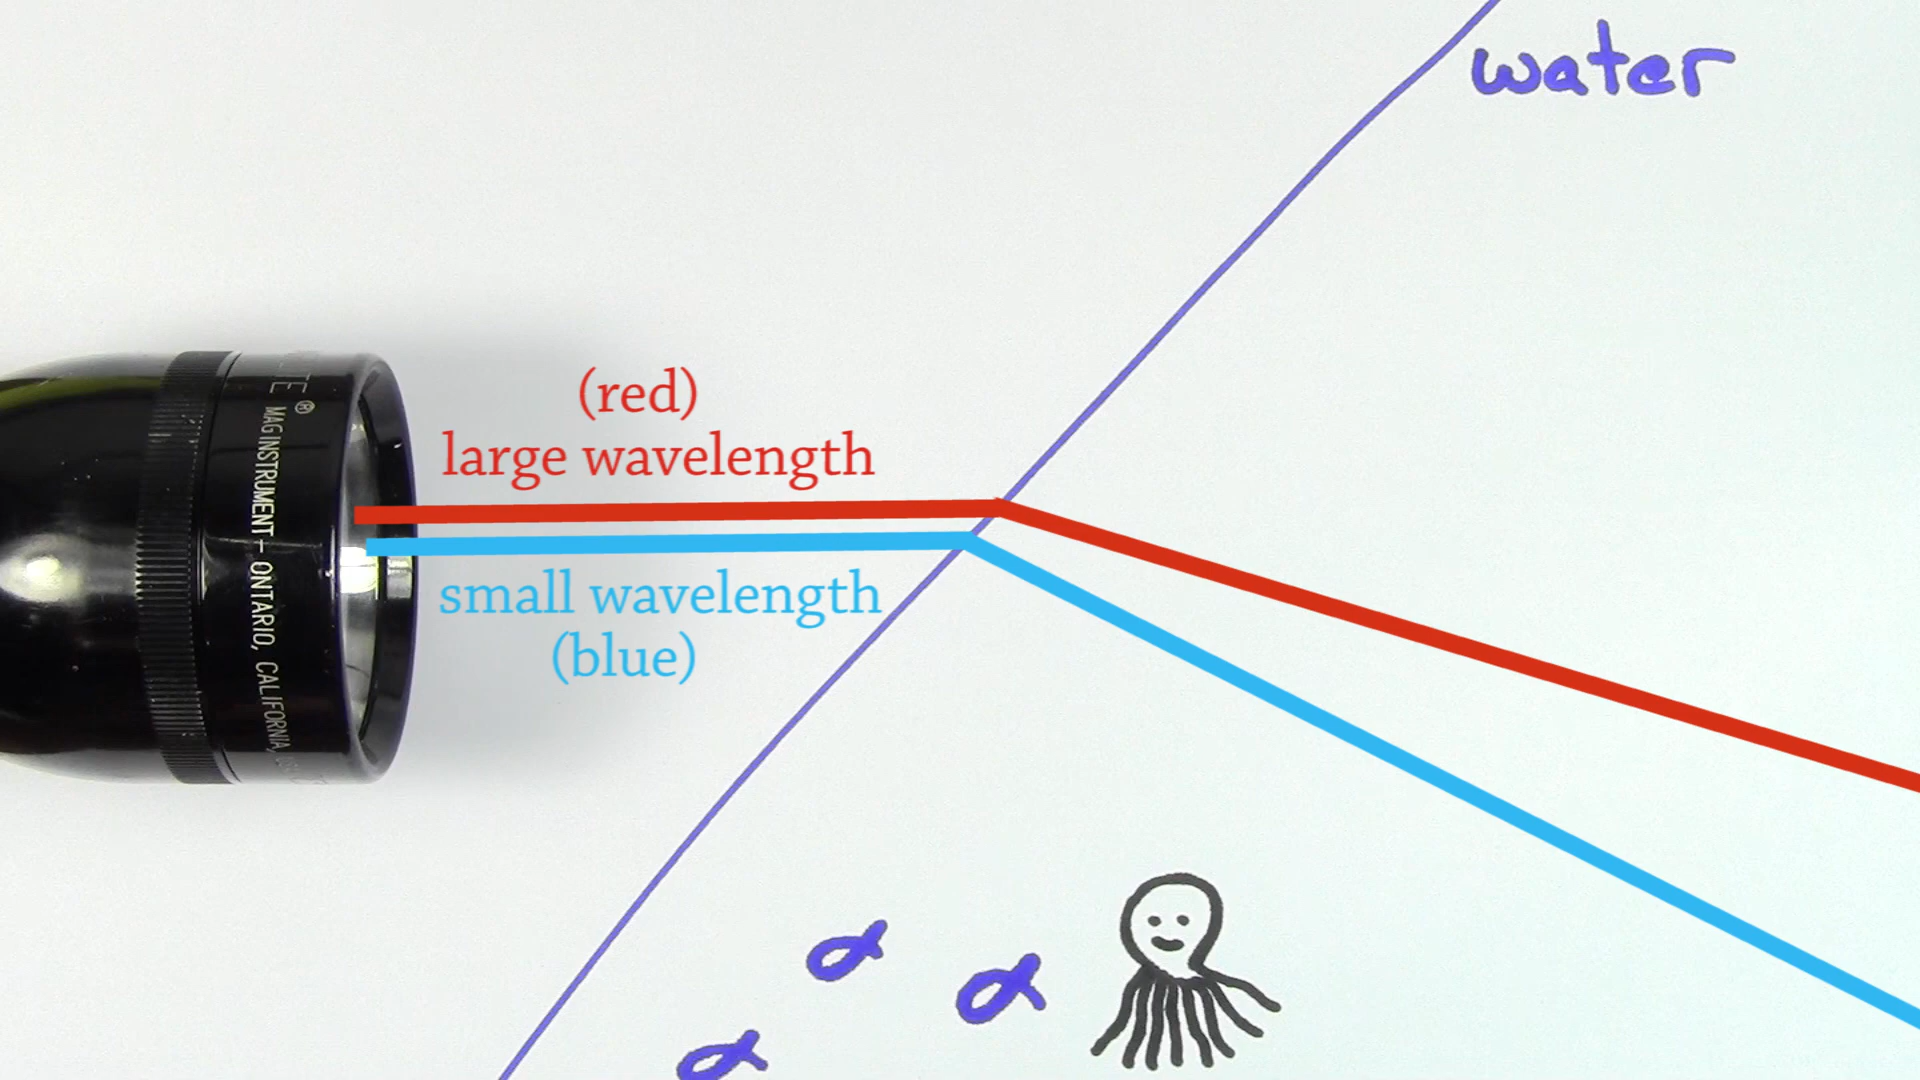 water
(red)
large wavelength
small wavelength
(blue)
MAG INSTRUMENT - ONTARIO, CALIFORNIA,